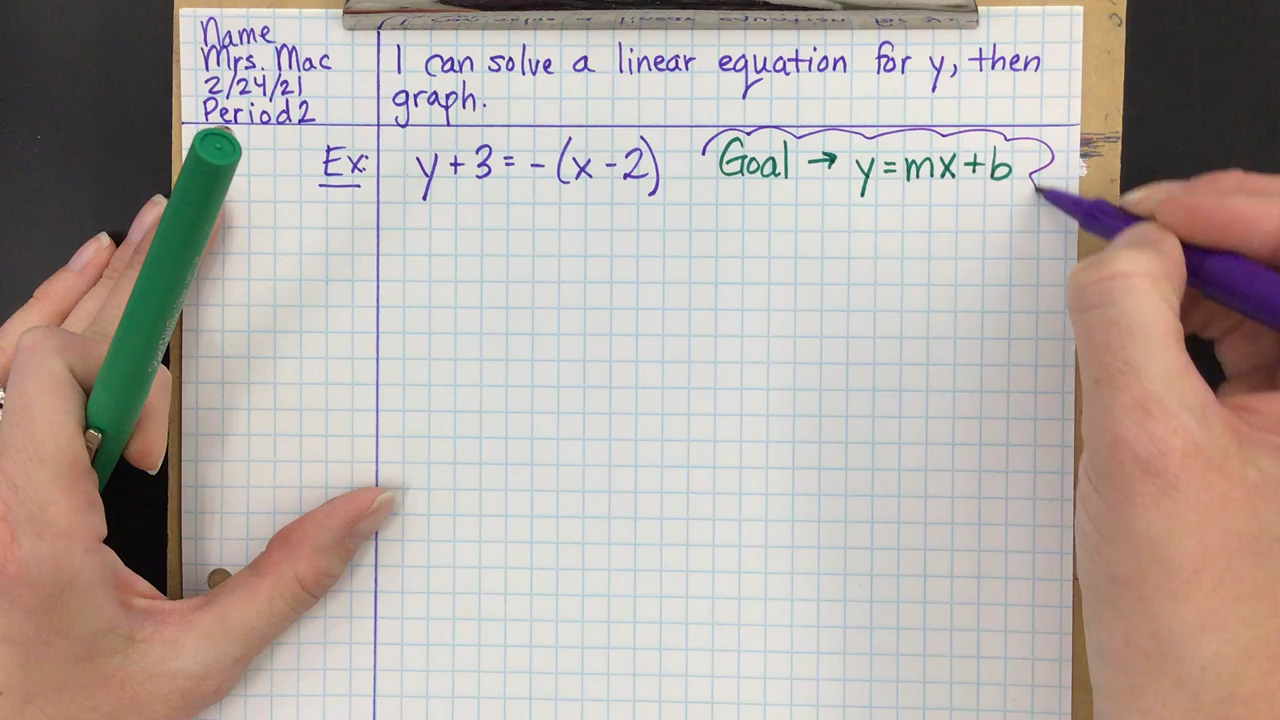 Name
Mrs. Mac
2/24/21
Period 2
I can solve a linear equation for y, then
graph.
Ex: y + 3 = -(x - 2) Goal → y = mx + b